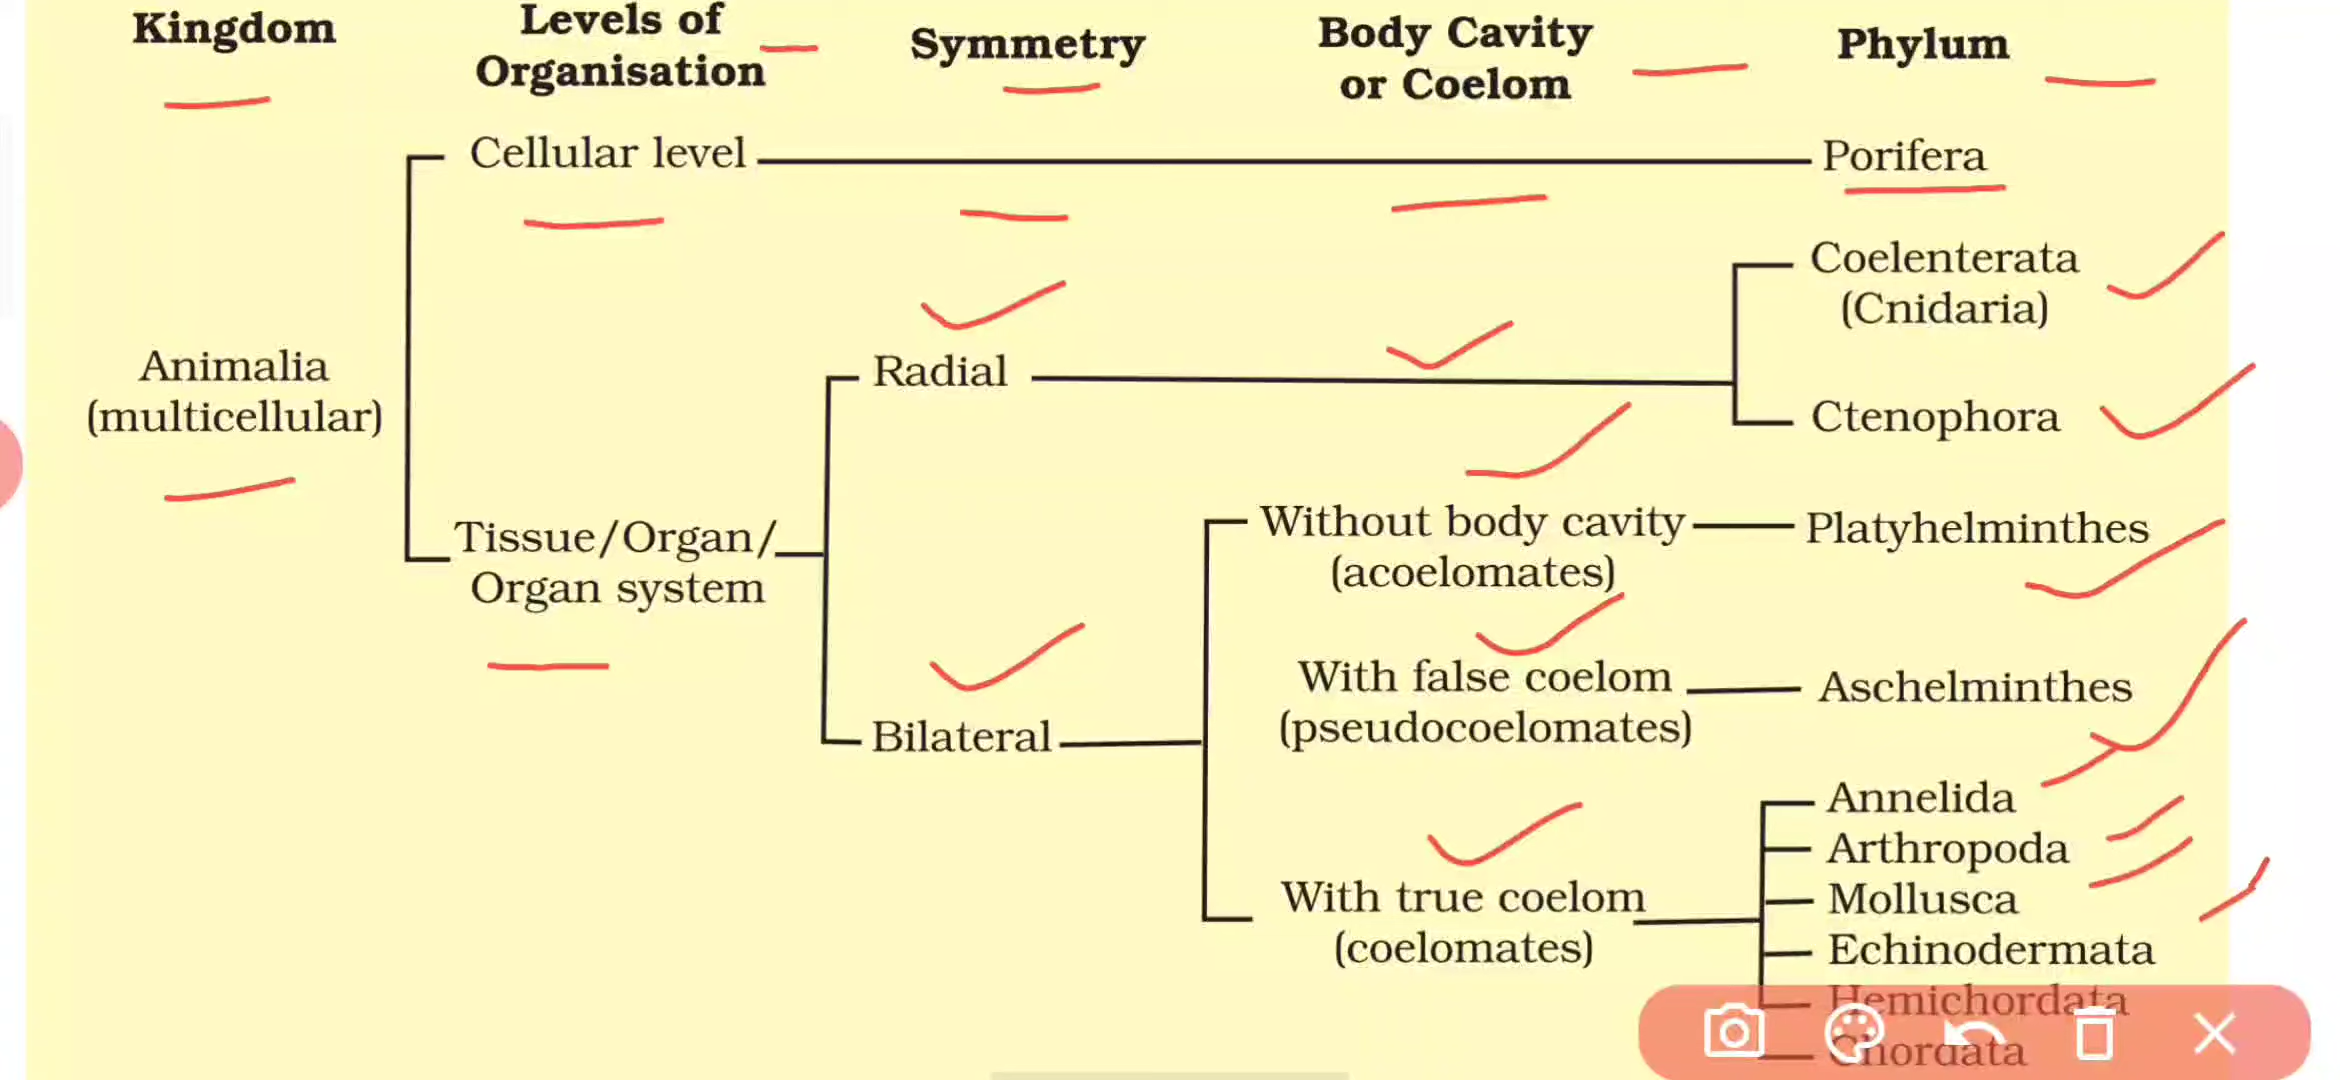 Kingdom
Levels of
Organisation
Symmetry
Body Cavity
or Coelom
Phylum
Cellular level
Porifera
Coelenterata
(Cnidaria)
Animalia
(multicellular)
Radial
Ctenophora
Tissue/Organ/
Organ system
Without body cavity
(acoelomates)
Platyhelminthes
With false coelom
(pseudocoelomates)
Aschelminthes
Bilateral
Annelida
Arthropoda
Mollusca
With true coelom
(coelomates)
Echinodermata
Hemichordata
Chordata